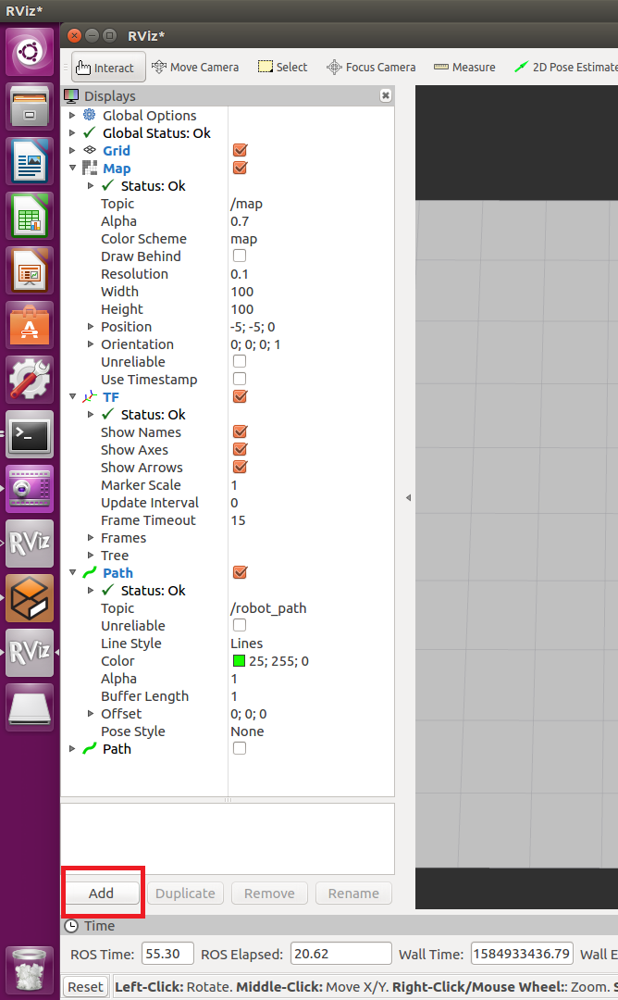 RViz*
RViz*
Interact Move Camera Select Focus Camera Measure 2D Pose Estimate
Displays
Global Options
Global Status: Ok
Grid
Map
Status: Ok
Topic /map
Alpha 0.7
Color Scheme map
Draw Behind
Resolution 0.1
Width 100
Height 100
Position -5; -5; 0
Orientation 0; 0; 0; 1
Unreliable
Use Timestamp
TF
Status: Ok
Show Names
Show Axes
Show Arrows
Marker Scale 1
Update Interval 0
Frame Timeout 15
Frames
Tree
Path
Status: Ok
Topic /robot_path
Unreliable
Line Style Lines
Color 25; 255; 0
Alpha 1
Buffer Length 1
Offset 0; 0; 0
Pose Style None
Path
RViz
RViz
Add Duplicate Remove Rename
Time
ROS Time: 55.30 ROS Elapsed: 20.62 Wall Time: 1584933436.79 Wall E
Reset Left-Click: Rotate. Middle-Click: Move X/Y. Right-Click/Mouse Wheel:: Zoom. S